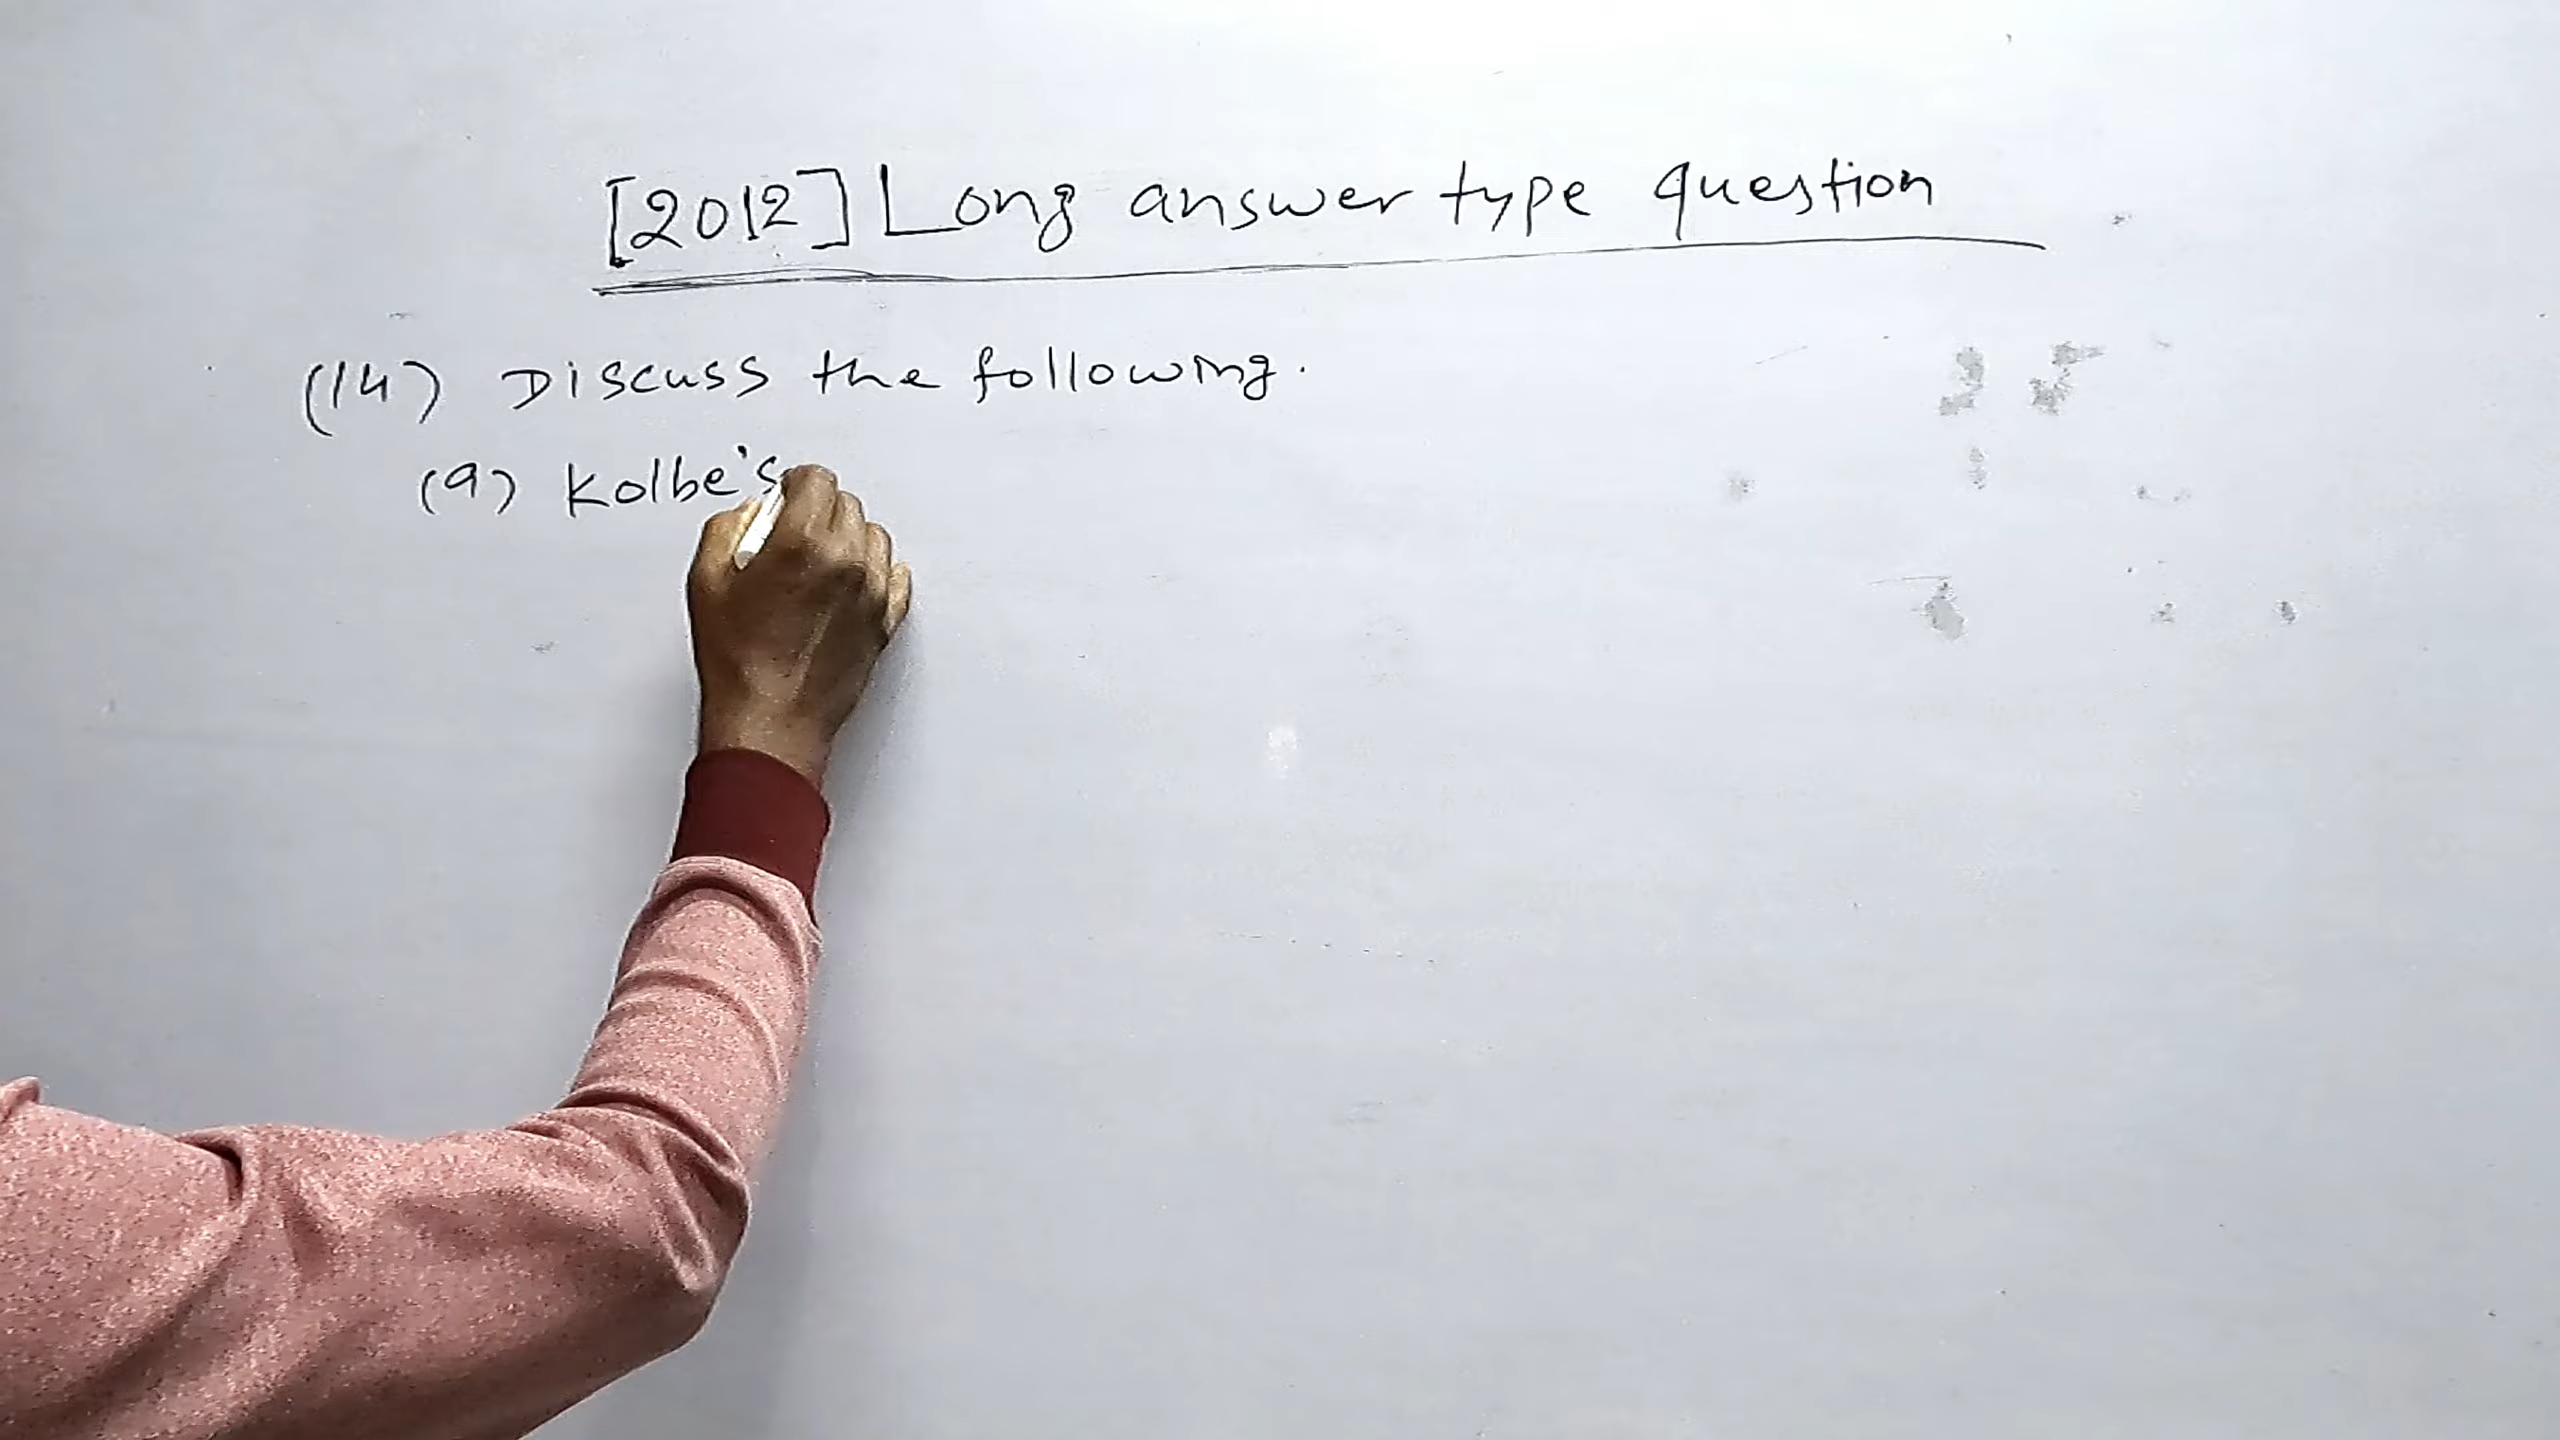 [2012] Long answer type question
(14) Discuss the following.
(a) Kolbe's